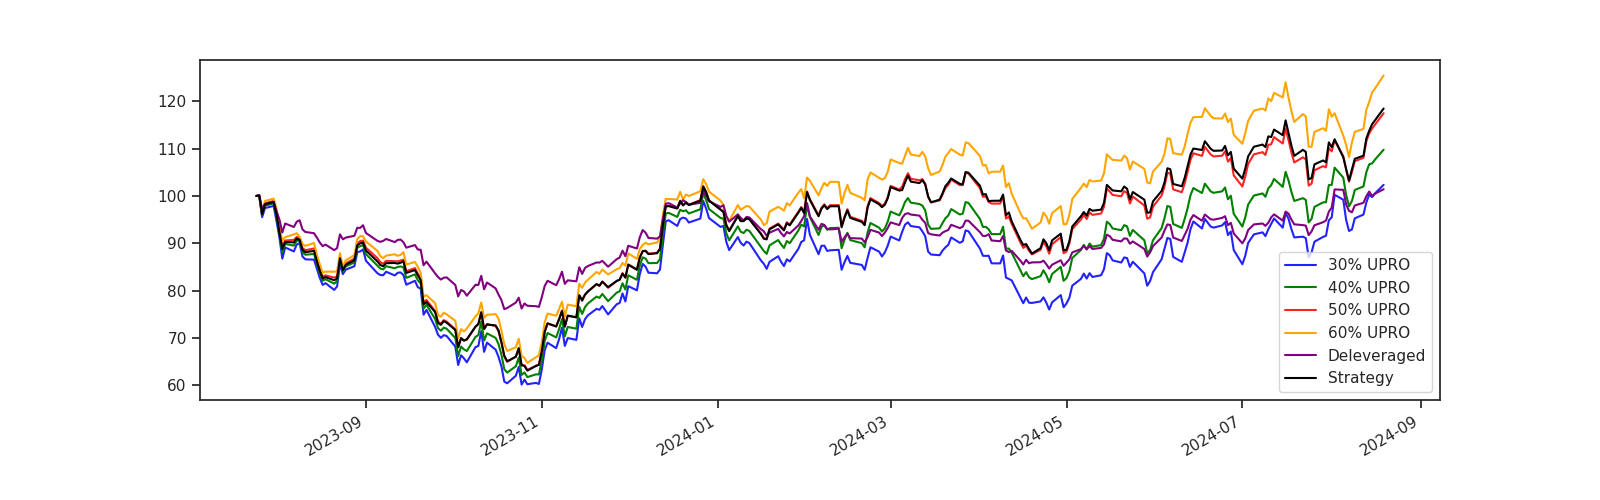 120
110
100
90
80
70
60
2023-09
2023-11
2024-01
2024-03
2024-05
2024-07
2024-09
30% UPRO
40% UPRO
50% UPRO
60% UPRO
Deleveraged
Strategy